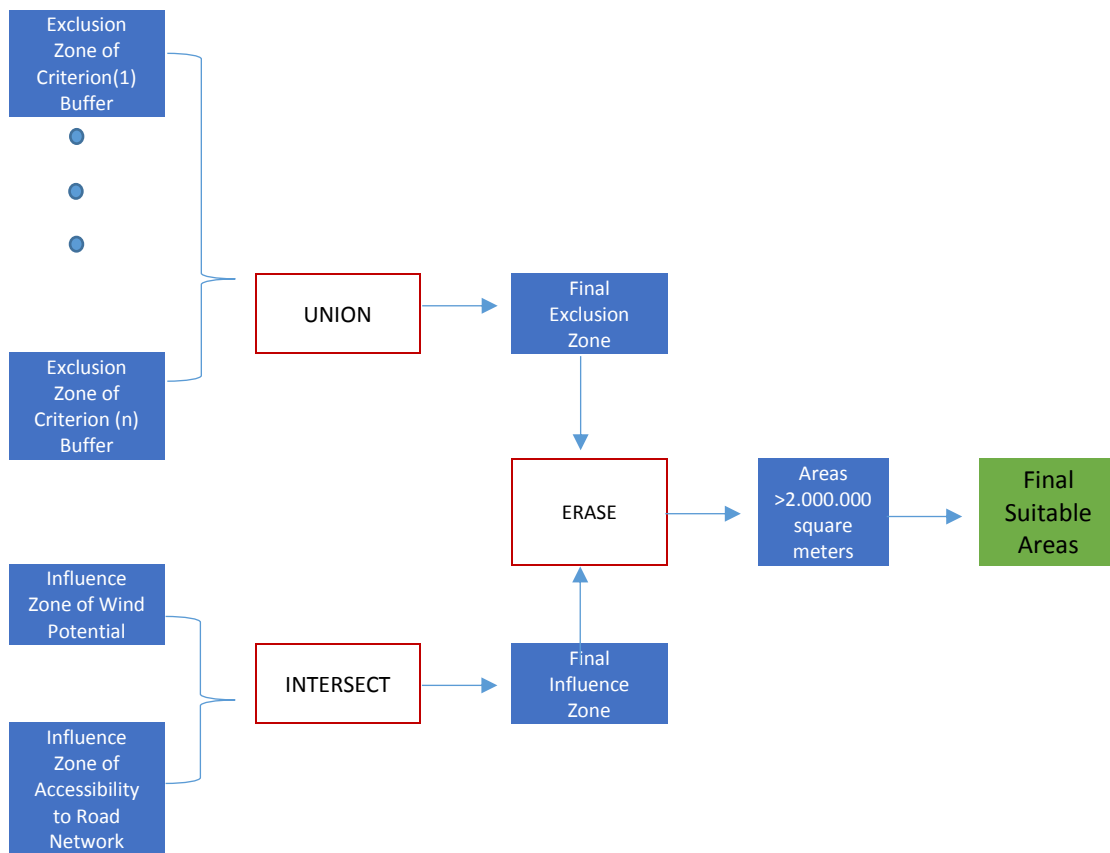 Exclusion
Zone of
Criterion(1)
Buffer
Exclusion
Zone of
Criterion (n)
Buffer
UNION
Final
Exclusion
Zone
ERASE
Areas
>2.000.000
square
meters
Final
Suitable
Areas
Influence
Zone of Wind
Potential
Influence
Zone of
Accessibility
to Road
Network
INTERSECT
Final
Influence
Zone